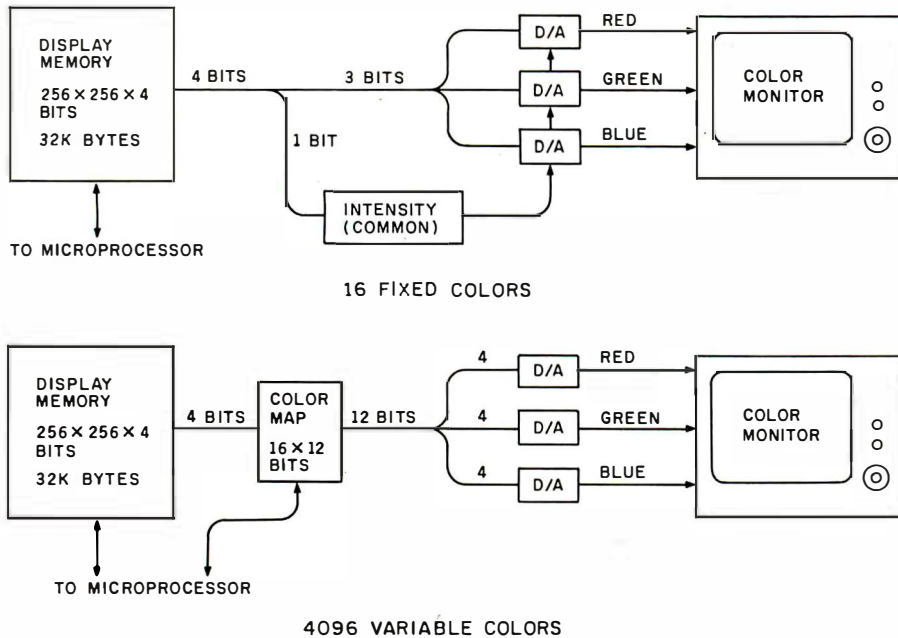 DISPLAY
MEMORY
256×256×4
BITS
32K BYTES
4 BITS
3 BITS
1 BIT
INTENSITY
(COMMON)
D/A
D/A
D/A
RED
GREEN
BLUE
COLOR
MONITOR
TO MICROPROCESSOR
16 FIXED COLORS
DISPLAY
MEMORY
256×256×4
BITS
32K BYTES
4 BITS
COLOR
MAP
16×12
BITS
12 BITS
4
4
4
D/A
D/A
D/A
RED
GREEN
BLUE
COLOR
MONITOR
TO MICROPROCESSOR
4096 VARIABLE COLORS